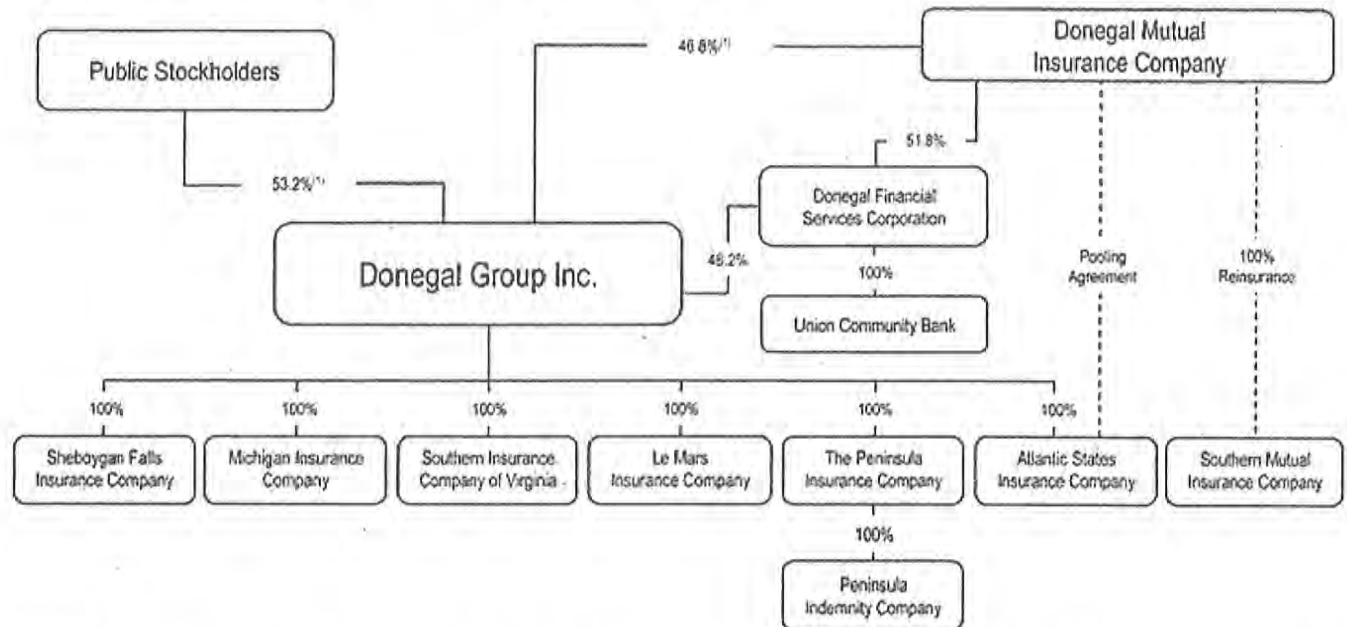 Public Stockholders
46.8%(1)
Donegal Mutual
Insurance Company
51.8%
53.2%(1)
Donegal Financial
Services Corporation
Donegal Group Inc.
48.2%
100%
Pooling
Agreement
100%
Reinsurance
Union Community Bank
100%
100%
100%
100%
100%
100%
Sheboygan Falls
Insurance Company
Michigan Insurance
Company
Southern Insurance
Company of Virginia
Le Mars
Insurance Company
The Peninsula
Insurance Company
Atlantic States
Insurance Company
Southern Mutual
Insurance Company
100%
Peninsula
Indemnity Company